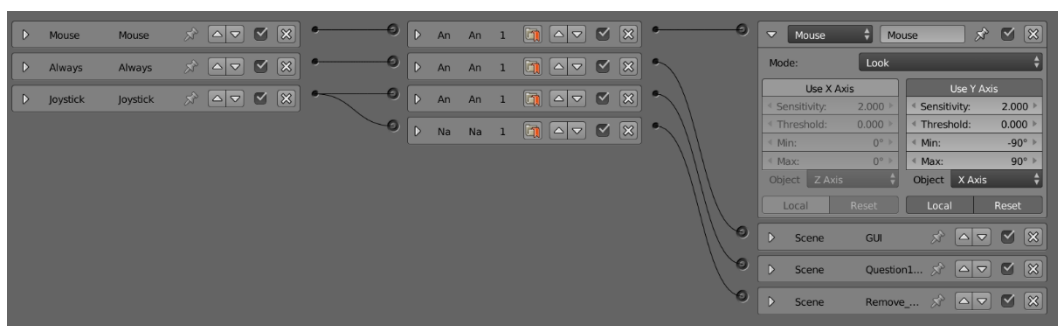 Mouse Mouse
Always Always
Joystick Joystick
An An 1
An An 1
An An 1
Na Na 1
Mouse Mouse
Mode: Look
Use X Axis Use Y Axis
Sensitivity: 2.000 Sensitivity: 2.000
Threshold: 0.000 Threshold: 0.000
Min: 0° Min: -90°
Max: 0° Max: 90°
Object Z Axis Object X Axis
Local Reset Local Reset
Scene GUI
Scene Question1...
Scene Remove_...